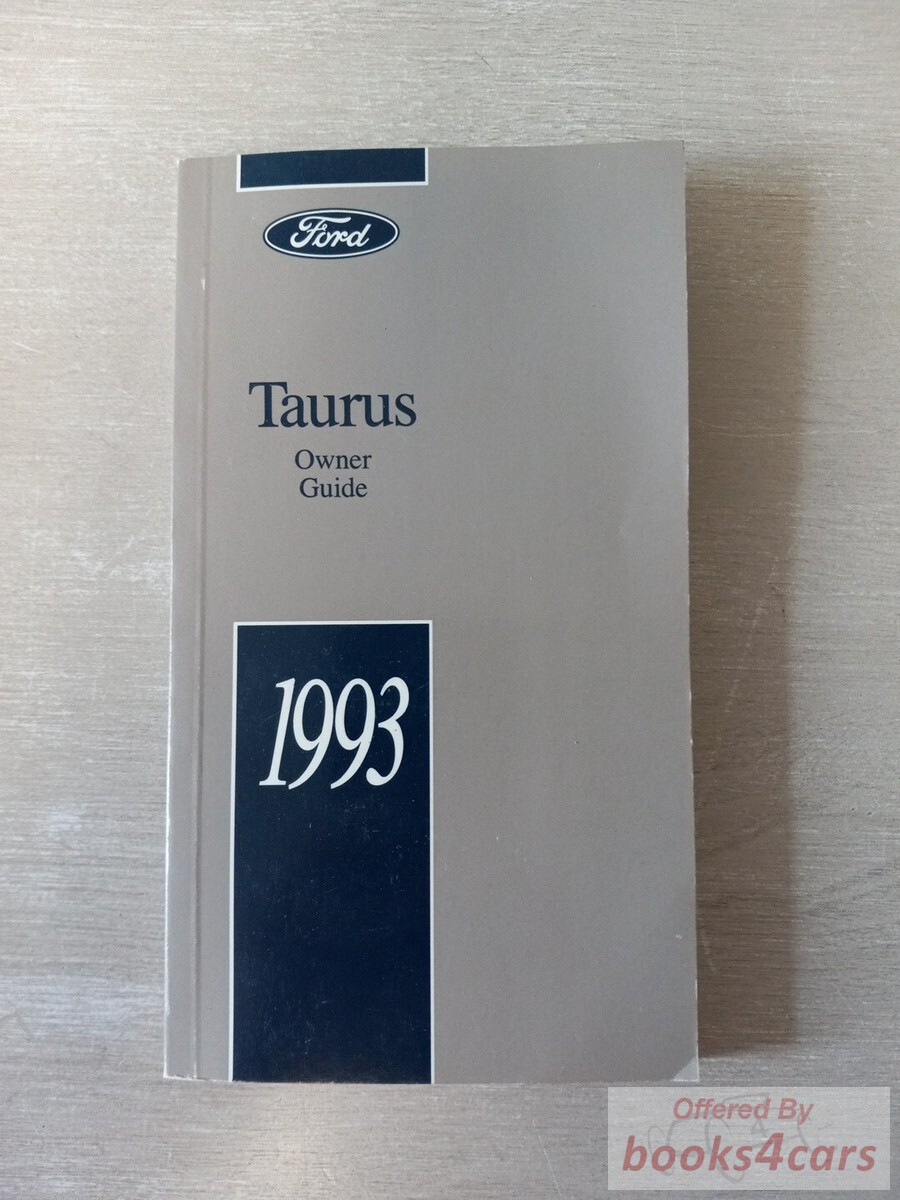 Ford
Taurus
Owner
Guide
1993
Offered By
books4cars